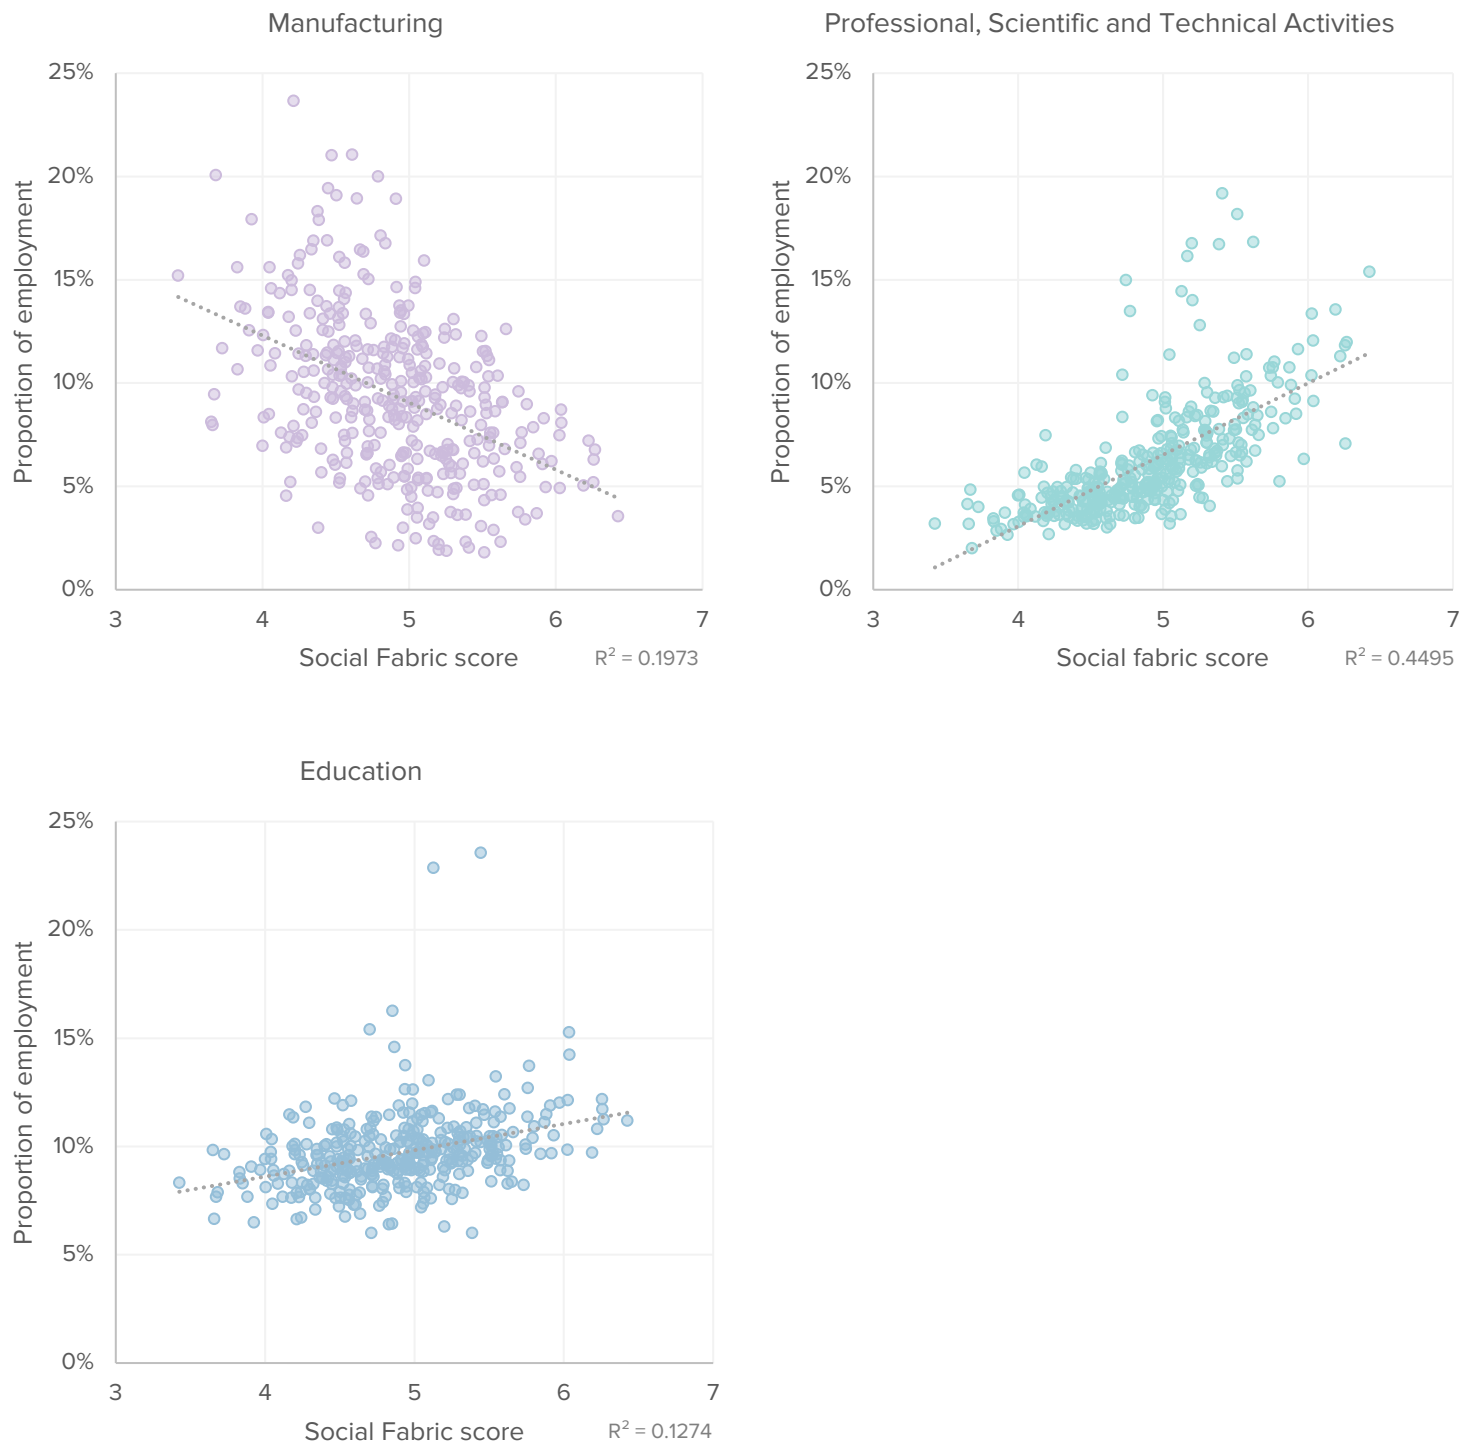 Manufacturing
25%
20%
15%
10%
5%
0%
Proportion of employment
3 4 5 6 7
Social Fabric score
R² = 0.1973
Professional, Scientific and Technical Activities
25%
20%
15%
10%
5%
0%
Proportion of employment
3 4 5 6 7
Social fabric score
R² = 0.4495
Education
25%
20%
15%
10%
5%
0%
Proportion of employment
3 4 5 6 7
Social Fabric score
R² = 0.1274